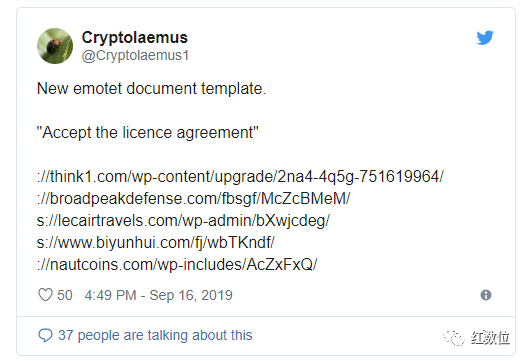 Cryptolaemus
@Cryptolaemus1
New emotet document template.
"Accept the licence agreement"
://think1.com/wp-content/upgrade/2na4-4q5g-751619964/
://broadpeakdefense.com/fbsgf/McZcBMeM/
s://lecairtravels.com/wp-admin/bXwjcdeg/
s://www.biyunhui.com/fj/wbTKndf/
://nautcoins.com/wp-includes/AcZxFxQ/
50 4:49 PM - Sep 16, 2019
37 people are talking about this
红数位